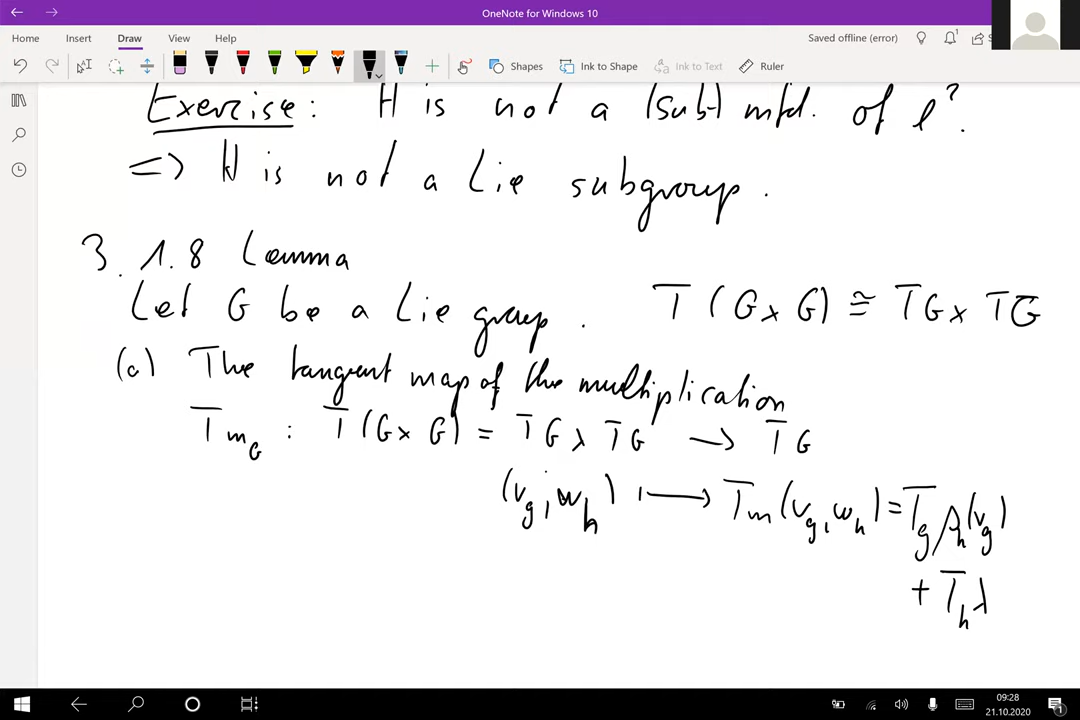 OneNote for Windows 10
Home Insert Draw View Help
Saved offline (error)
Shapes Ink to Shape Ink to Text Ruler
Exercise: H is not a (sub-) mfd. of ℓ².
=> H is not a Lie subgroup.
3.1.8 Lemma
Let G be a Lie group. T(G×G) ≅ TG × TG
(a) The tangent map of the multiplication
Tm_G : T(G×G) = TG × TG → TG
(v_g, w_h) ↦ Tm(v_g, w_h) = T_g ρ_h(v_g)
+ T_h λ
09:28
21.10.2020